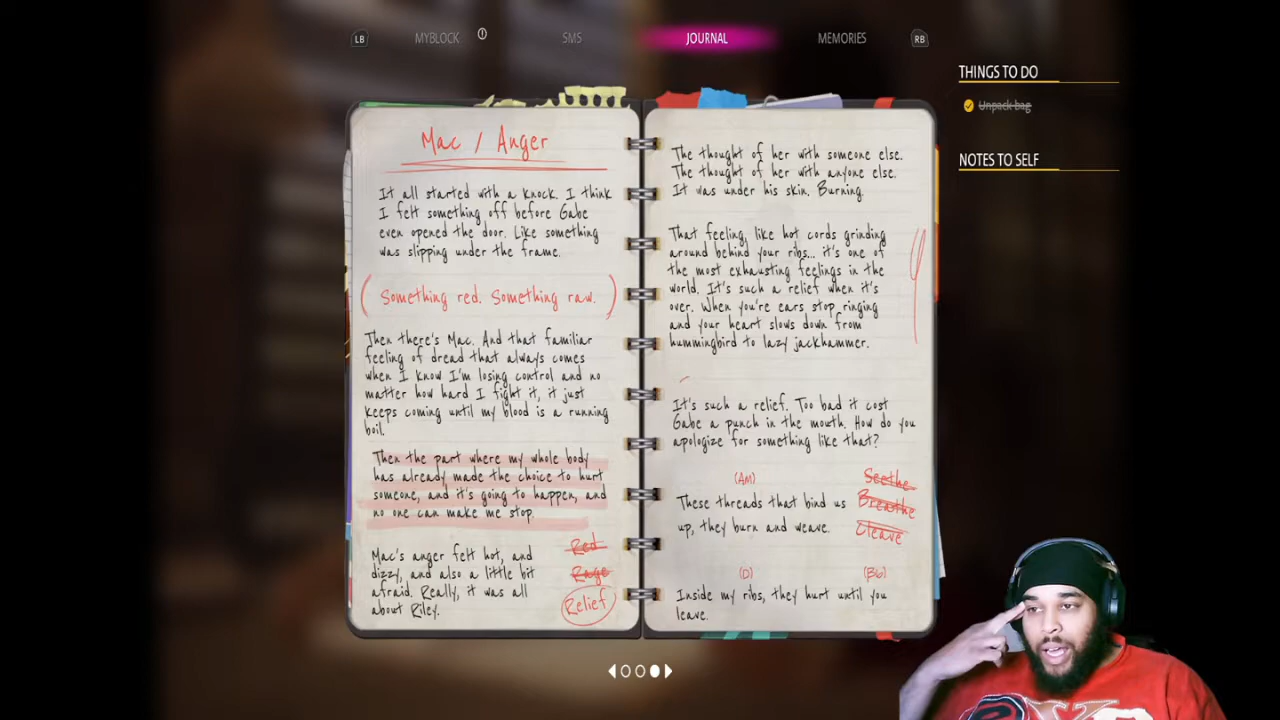 LB
MYBLOCK
SMS
JOURNAL
MEMORIES
RB
THINGS TO DO
Unpack bag
NOTES TO SELF
Mac / Anger
It all started with a knock. I think
I felt something off before Gabe
even opened the door. Like something
was slipping under the frame.
(Something red. Something raw.)
Then there's Mac. And that familiar
feeling of dread that always comes
when I know I'm losing control and no
matter how hard I fight it, it just
keeps coming until my blood is a running
boil.
Then the part where my whole body
has already made the choice to hurt
someone, and it's going to happen, and
no one can make me stop.
Mac's anger felt hot, and
dizzy, and also a little bit
afraid. Really, it was all
about Riley.
Red
Rage
Relief
The thought of her with someone else.
The thought of her with anyone else.
It was under his skin. Burning.
That feeling, like hot cords grinding
around behind your ribs... it's one of
the most exhausting feelings in the
world. It's such a relief when it's
over. When you're ears stop ringing
and your heart slows down from
hummingbird to lazy jackhammer.
It's such a relief. Too bad it cost
Gabe a punch in the mouth. How do you
apologize for something like that?
(AM)
These threads that bind us
up, they burn and weave.
Seethe
Breathe
Cleave
(D) (Bb)
Inside my ribs, they hurt until you
leave.